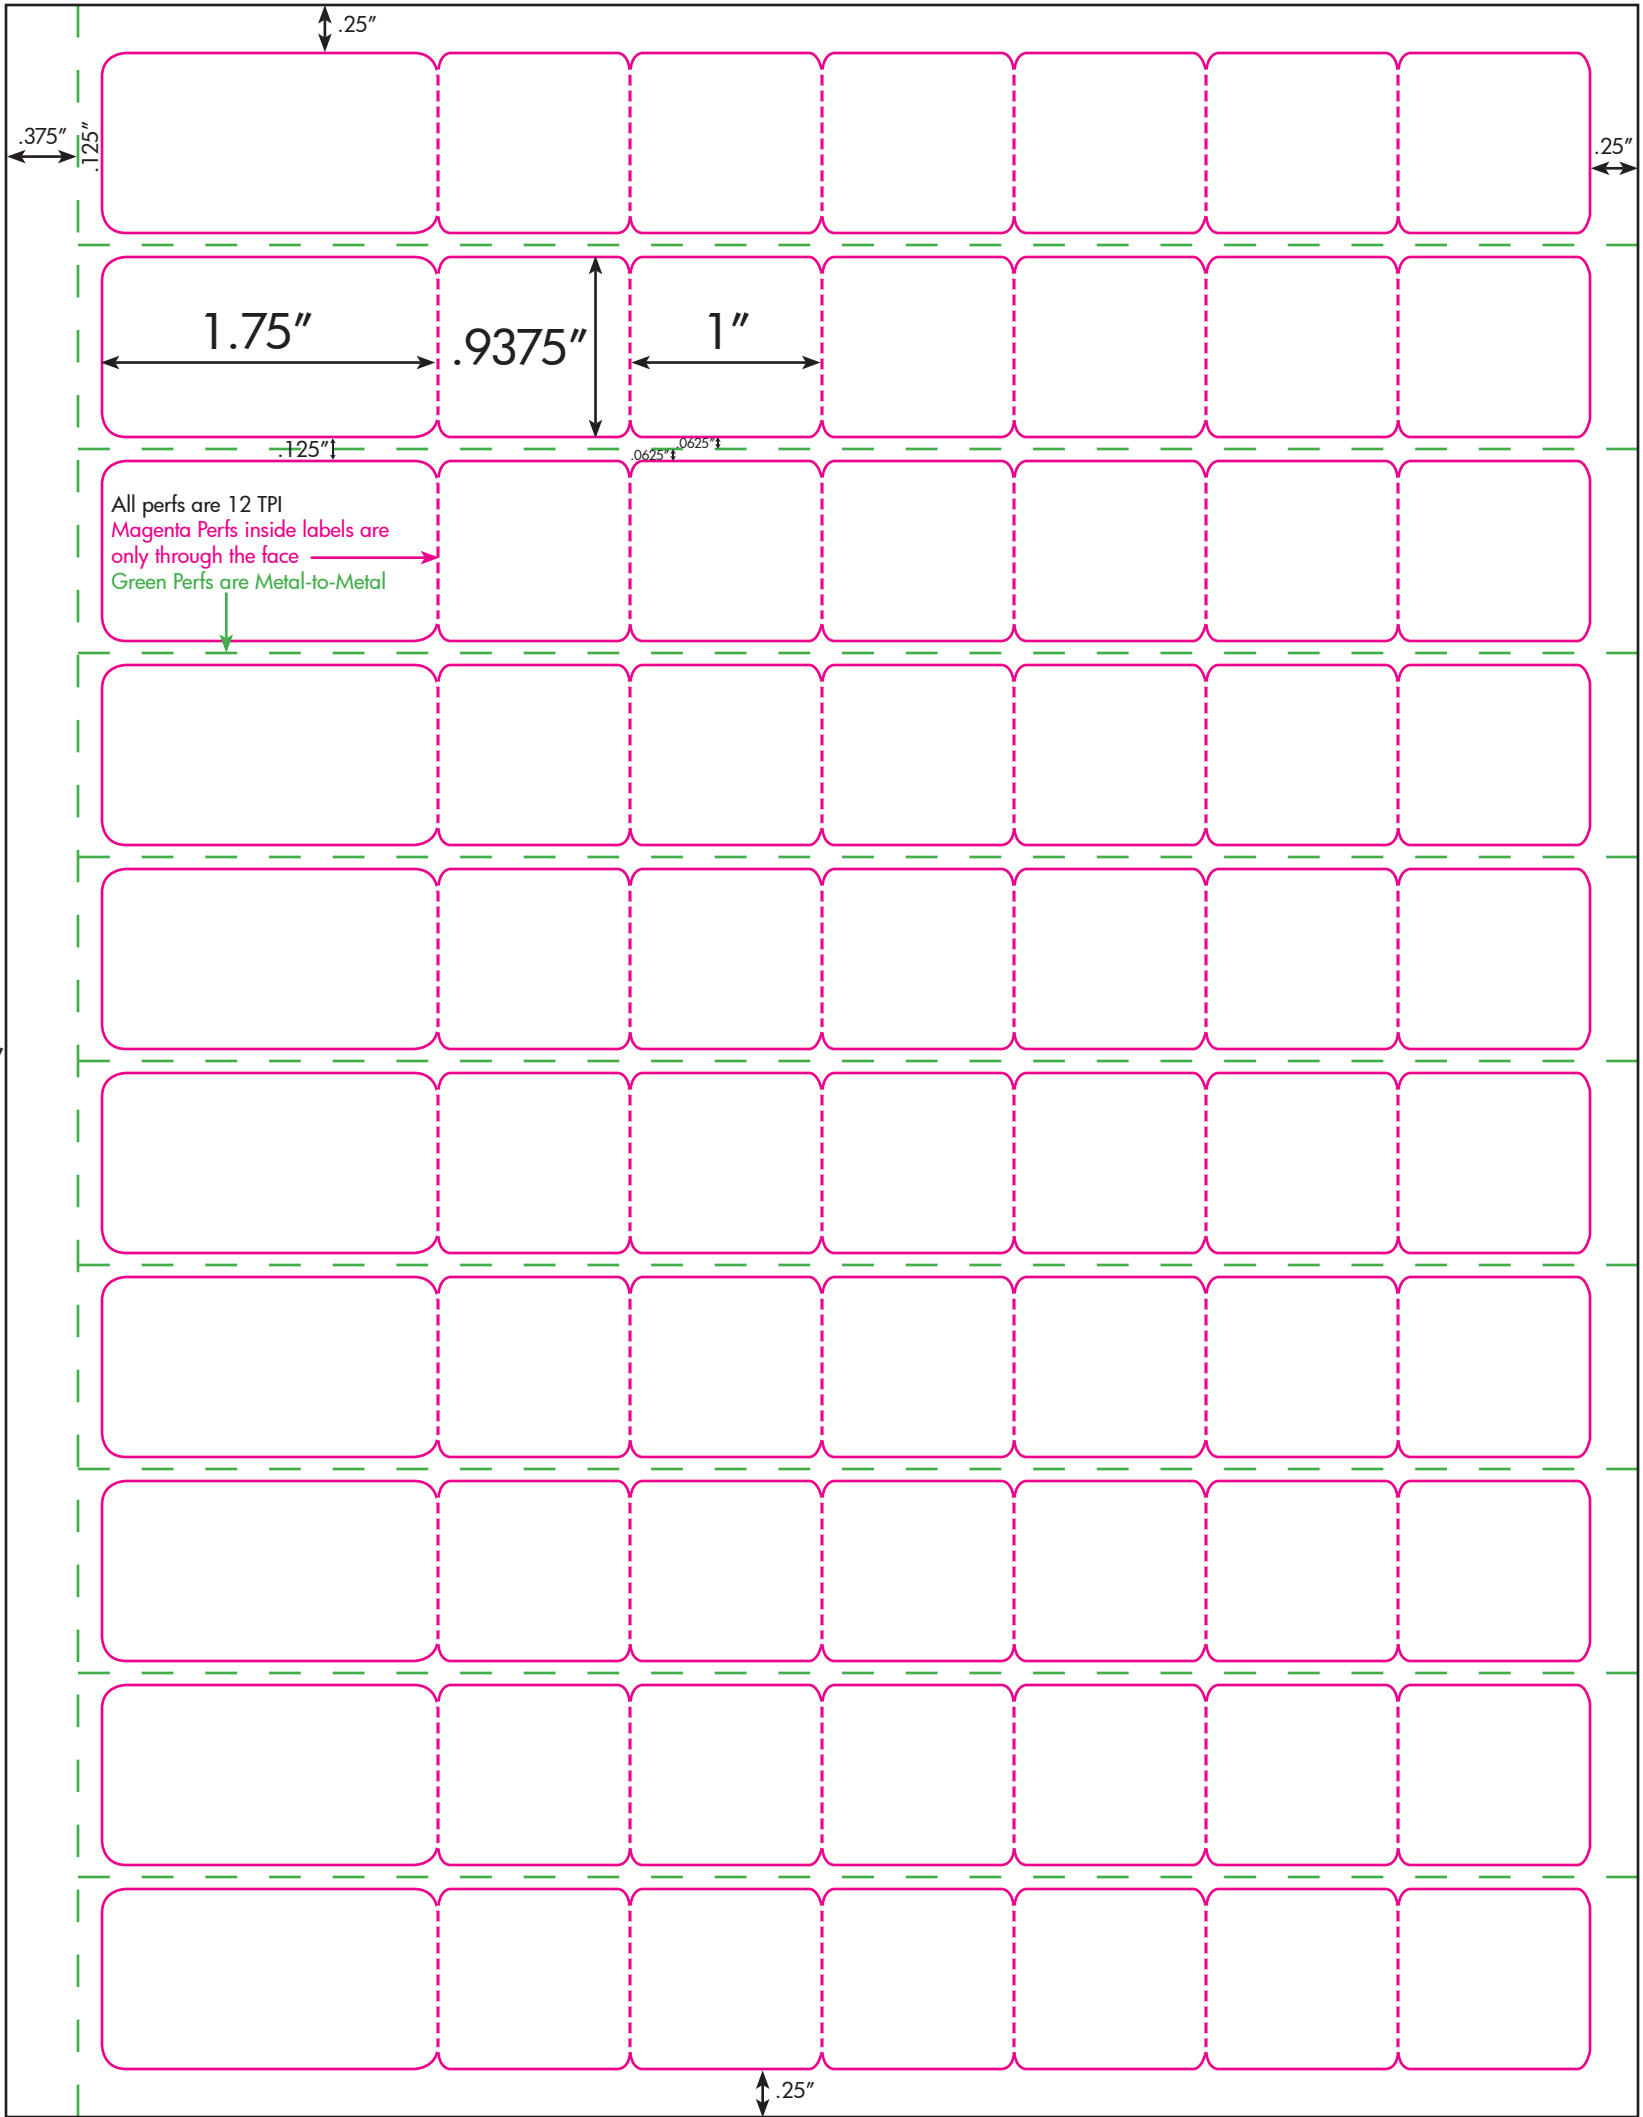 .25″
.375″
.125″
.25″
1.75″
.9375″
1″
.125″
.0625″
.0625″
All perfs are 12 TPI
Magenta Perfs inside labels are
only through the face
Green Perfs are Metal-to-Metal
.25″